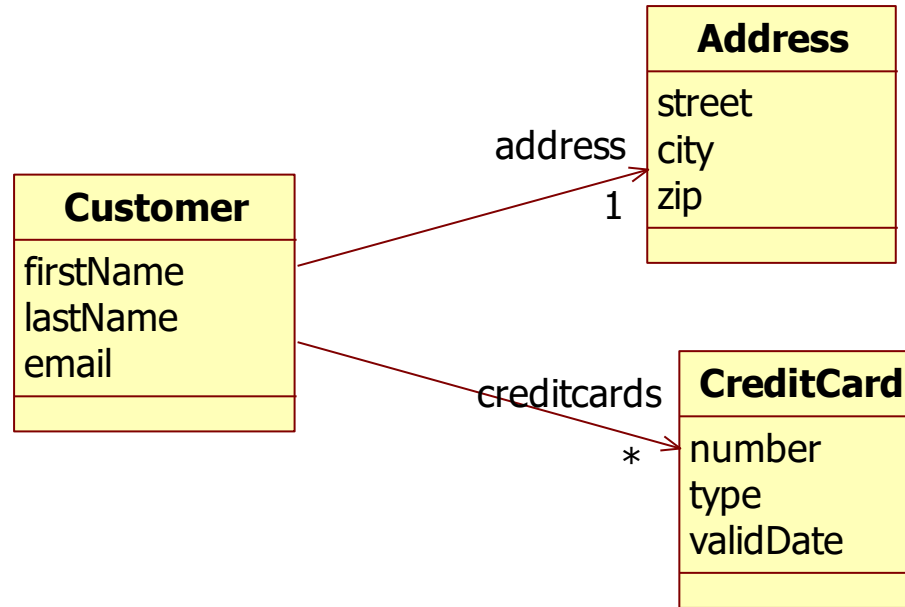 Address
street
city
zip
address
1
Customer
firstName
lastName
email
creditcards
*
CreditCard
number
type
validDate